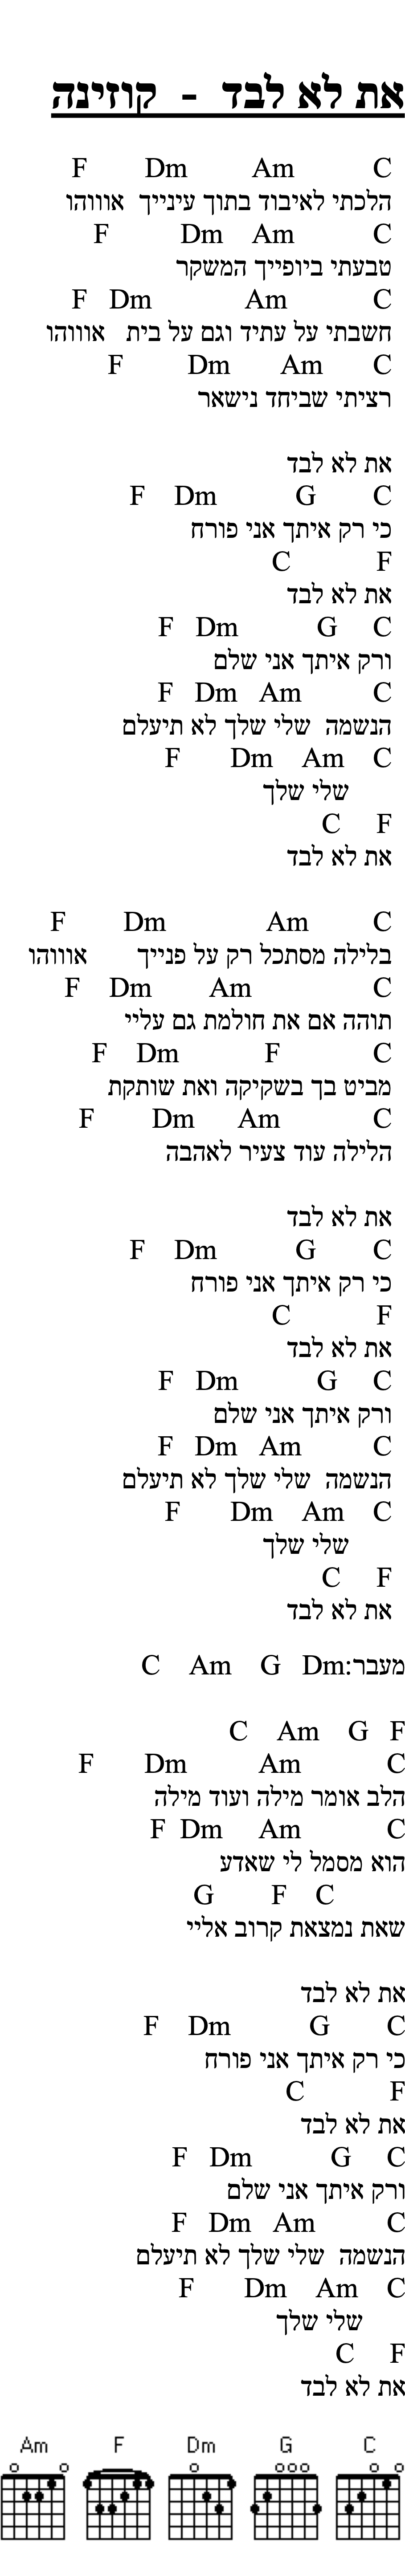 את לא לבד - קוזינה
F Dm Am C
הלכתי לאיבוד בתוך עינייך אוווהו
F Dm Am C
טבעתי ביופייך המשקר
F Dm Am C
חשבתי על עתיד וגם על בית אוווהו
F Dm Am C
רציתי שביחד נישאר
את לא לבד
F Dm G C
כי רק איתך אני פורח
C F
את לא לבד
F Dm G C
ורק איתך אני שלם
F Dm Am C
הנשמה שלי שלך לא תיעלם
F Dm Am C
שלי שלך
C F
את לא לבד
F Dm Am C
בלילה מסתכל רק על פנייך אוווהו
F Dm Am C
תוהה אם את חולמת גם עליי
F Dm F C
מביט בך בשקיקה ואת שותקת
F Dm Am C
הלילה עוד צעיר לאהבה
את לא לבד
F Dm G C
כי רק איתך אני פורח
C F
את לא לבד
F Dm G C
ורק איתך אני שלם
F Dm Am C
הנשמה שלי שלך לא תיעלם
F Dm Am C
שלי שלך
C F
את לא לבד
C Am G Dm:מעבר
C Am G F
F Dm Am C
הלב אומר מילה ועוד מילה
F Dm Am C
הוא מסמל לי שאדע
G F C
שאת נמצאת קרוב אליי
את לא לבד
F Dm G C
כי רק איתך אני פורח
C F
את לא לבד
F Dm G C
ורק איתך אני שלם
F Dm Am C
הנשמה שלי שלך לא תיעלם
F Dm Am C
שלי שלך
C F
את לא לבד
Am F Dm G C